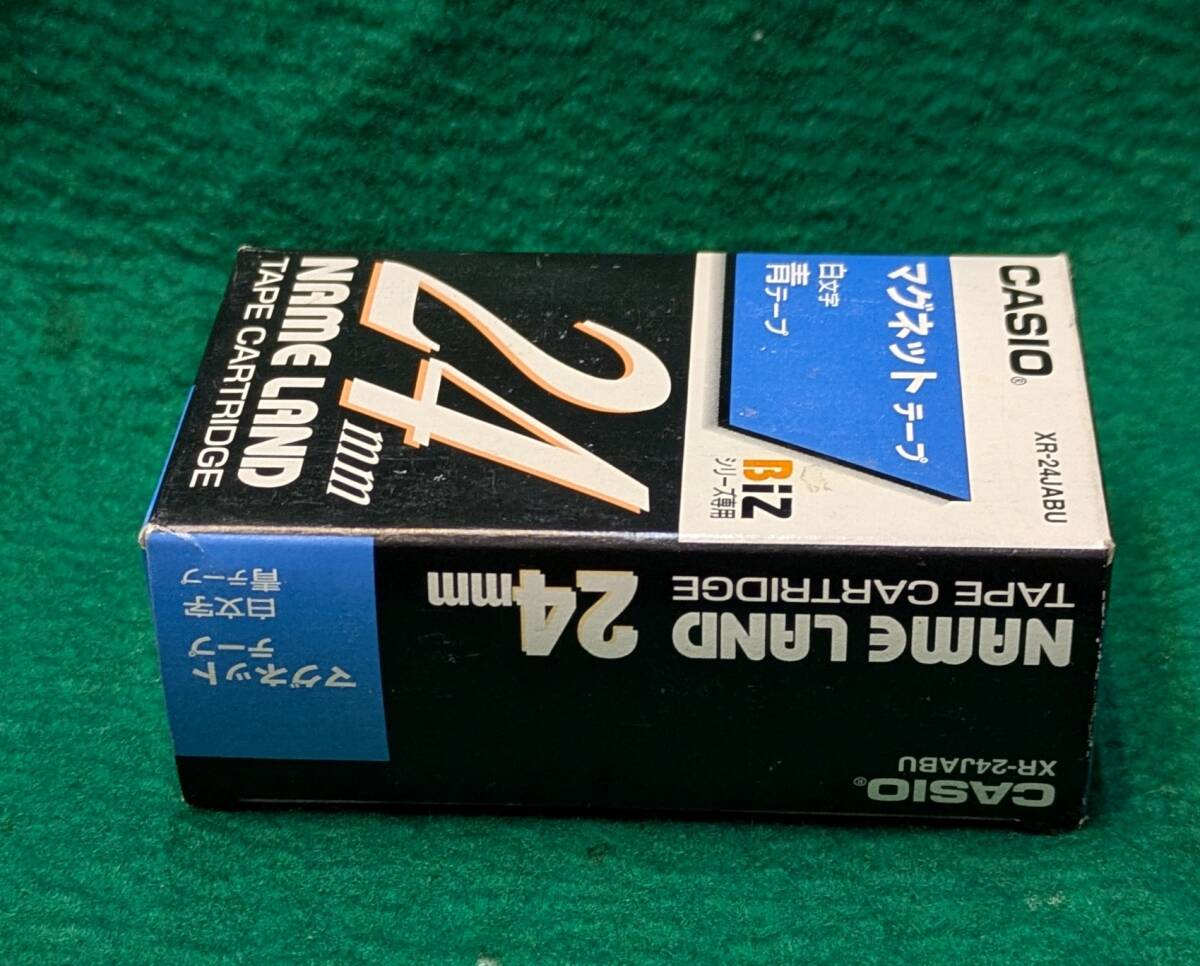 CASIO®
XR-24JABU
マグネットテープ
白文字
青テープ
Biz
シリーズ専用
24mm
NAME LAND
TAPE CARTRIDGE
CASIO®
XR-24JABU
NAME LAND 24mm
TAPE CARTRIDGE
マグネット
テープ
白文字
青テープ